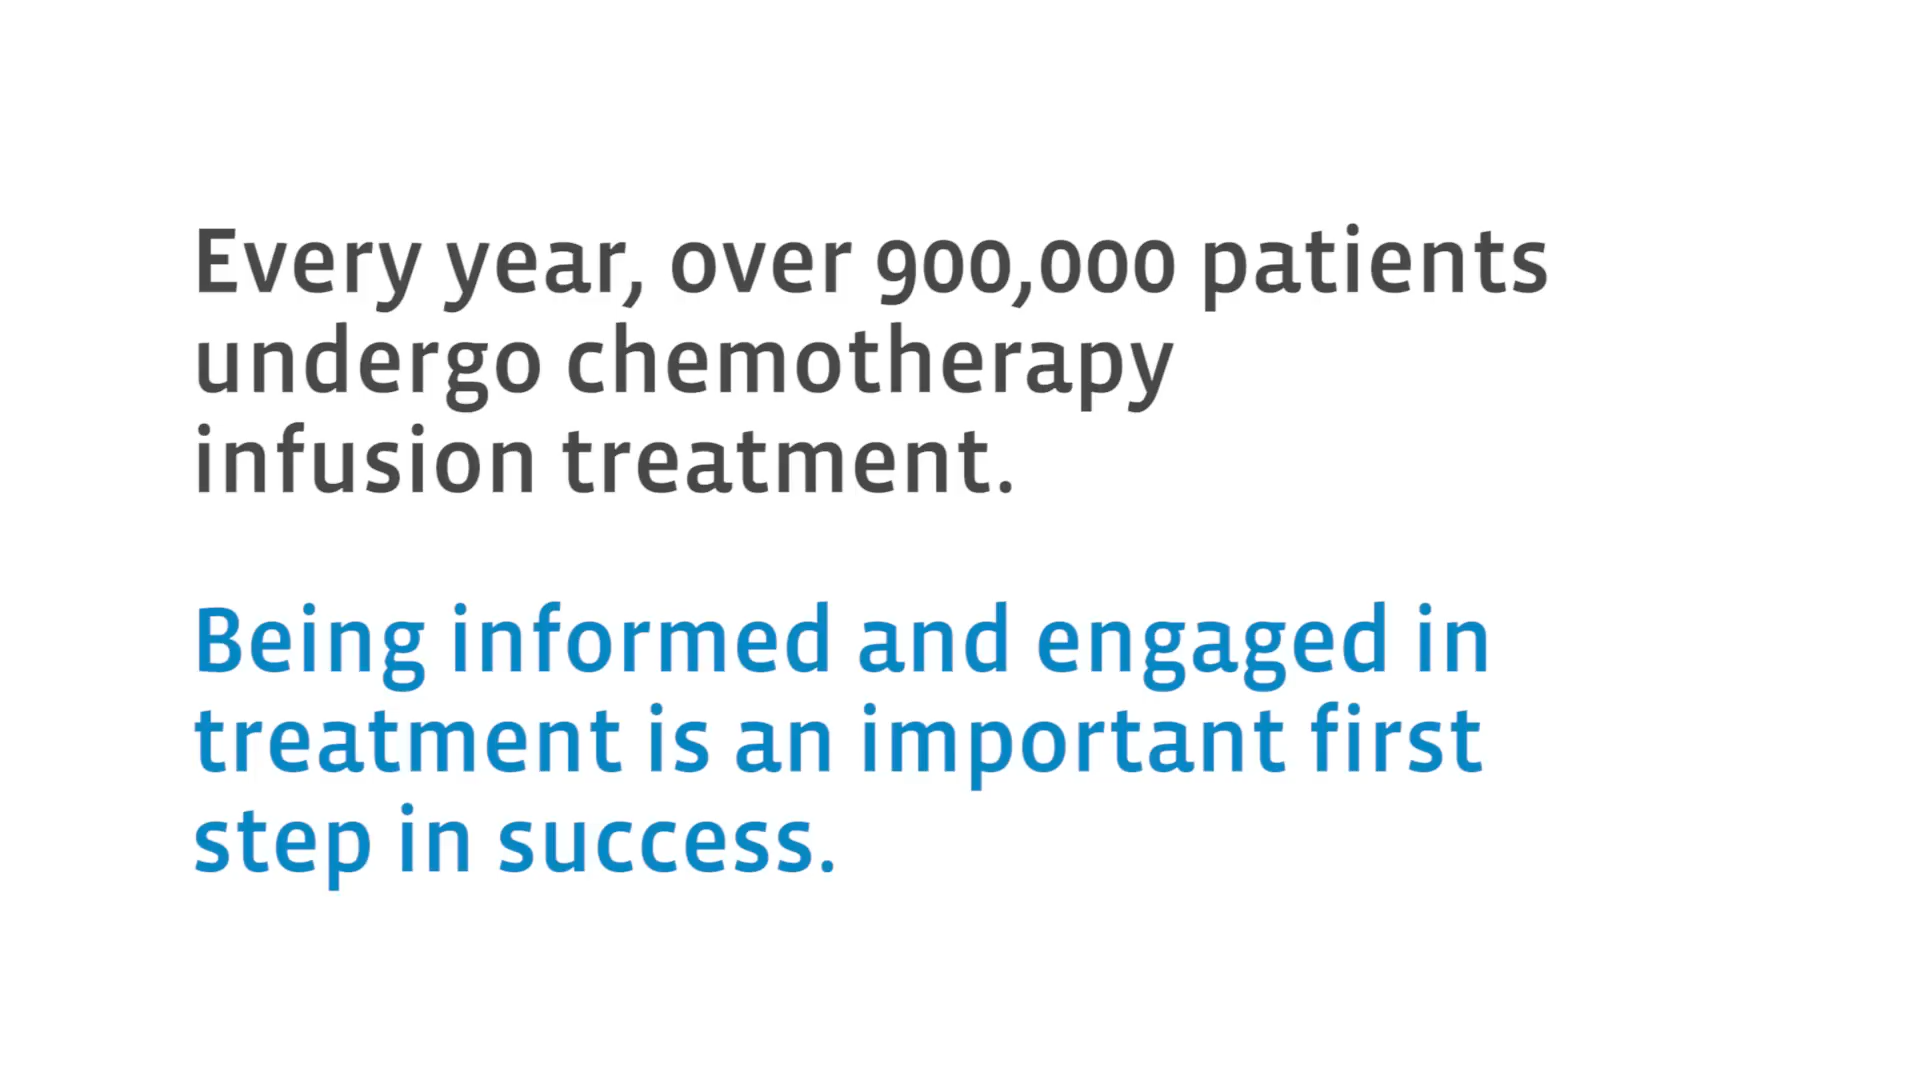 Every year, over 900,000 patients
undergo chemotherapy
infusion treatment.
Being informed and engaged in
treatment is an important first
step in success.